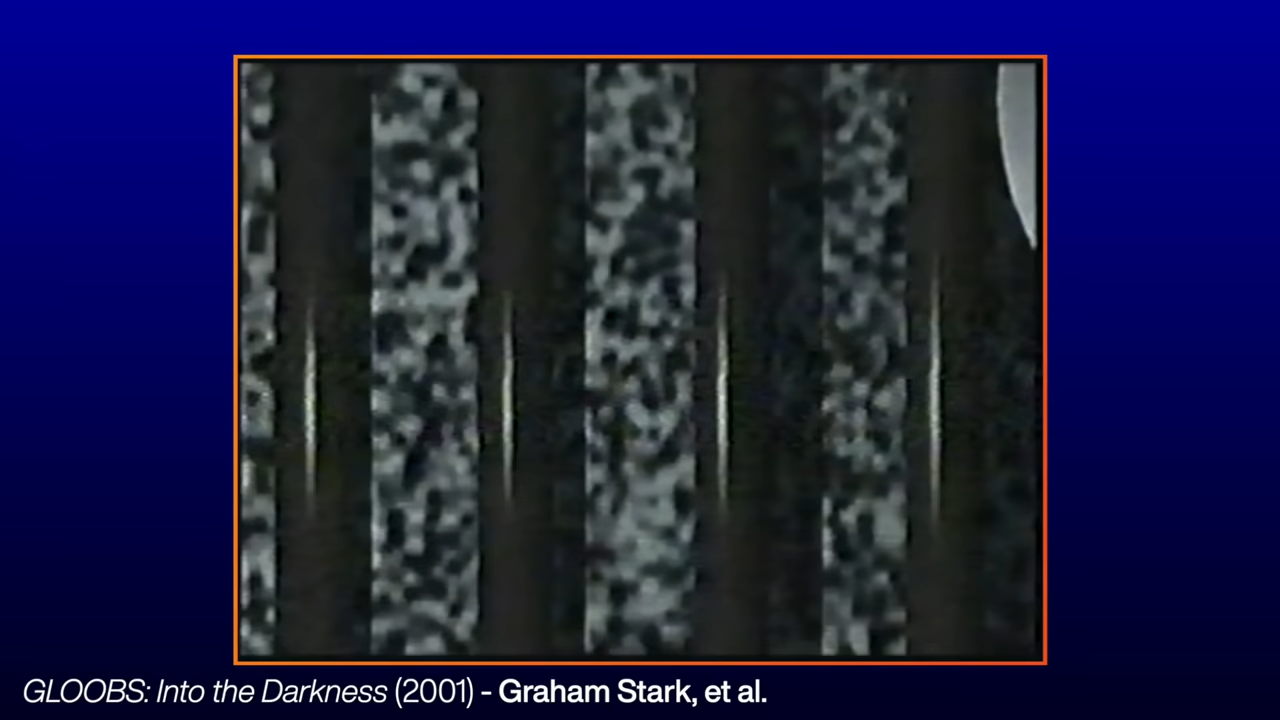 GLOOBS: Into the Darkness (2001) - Graham Stark, et al.